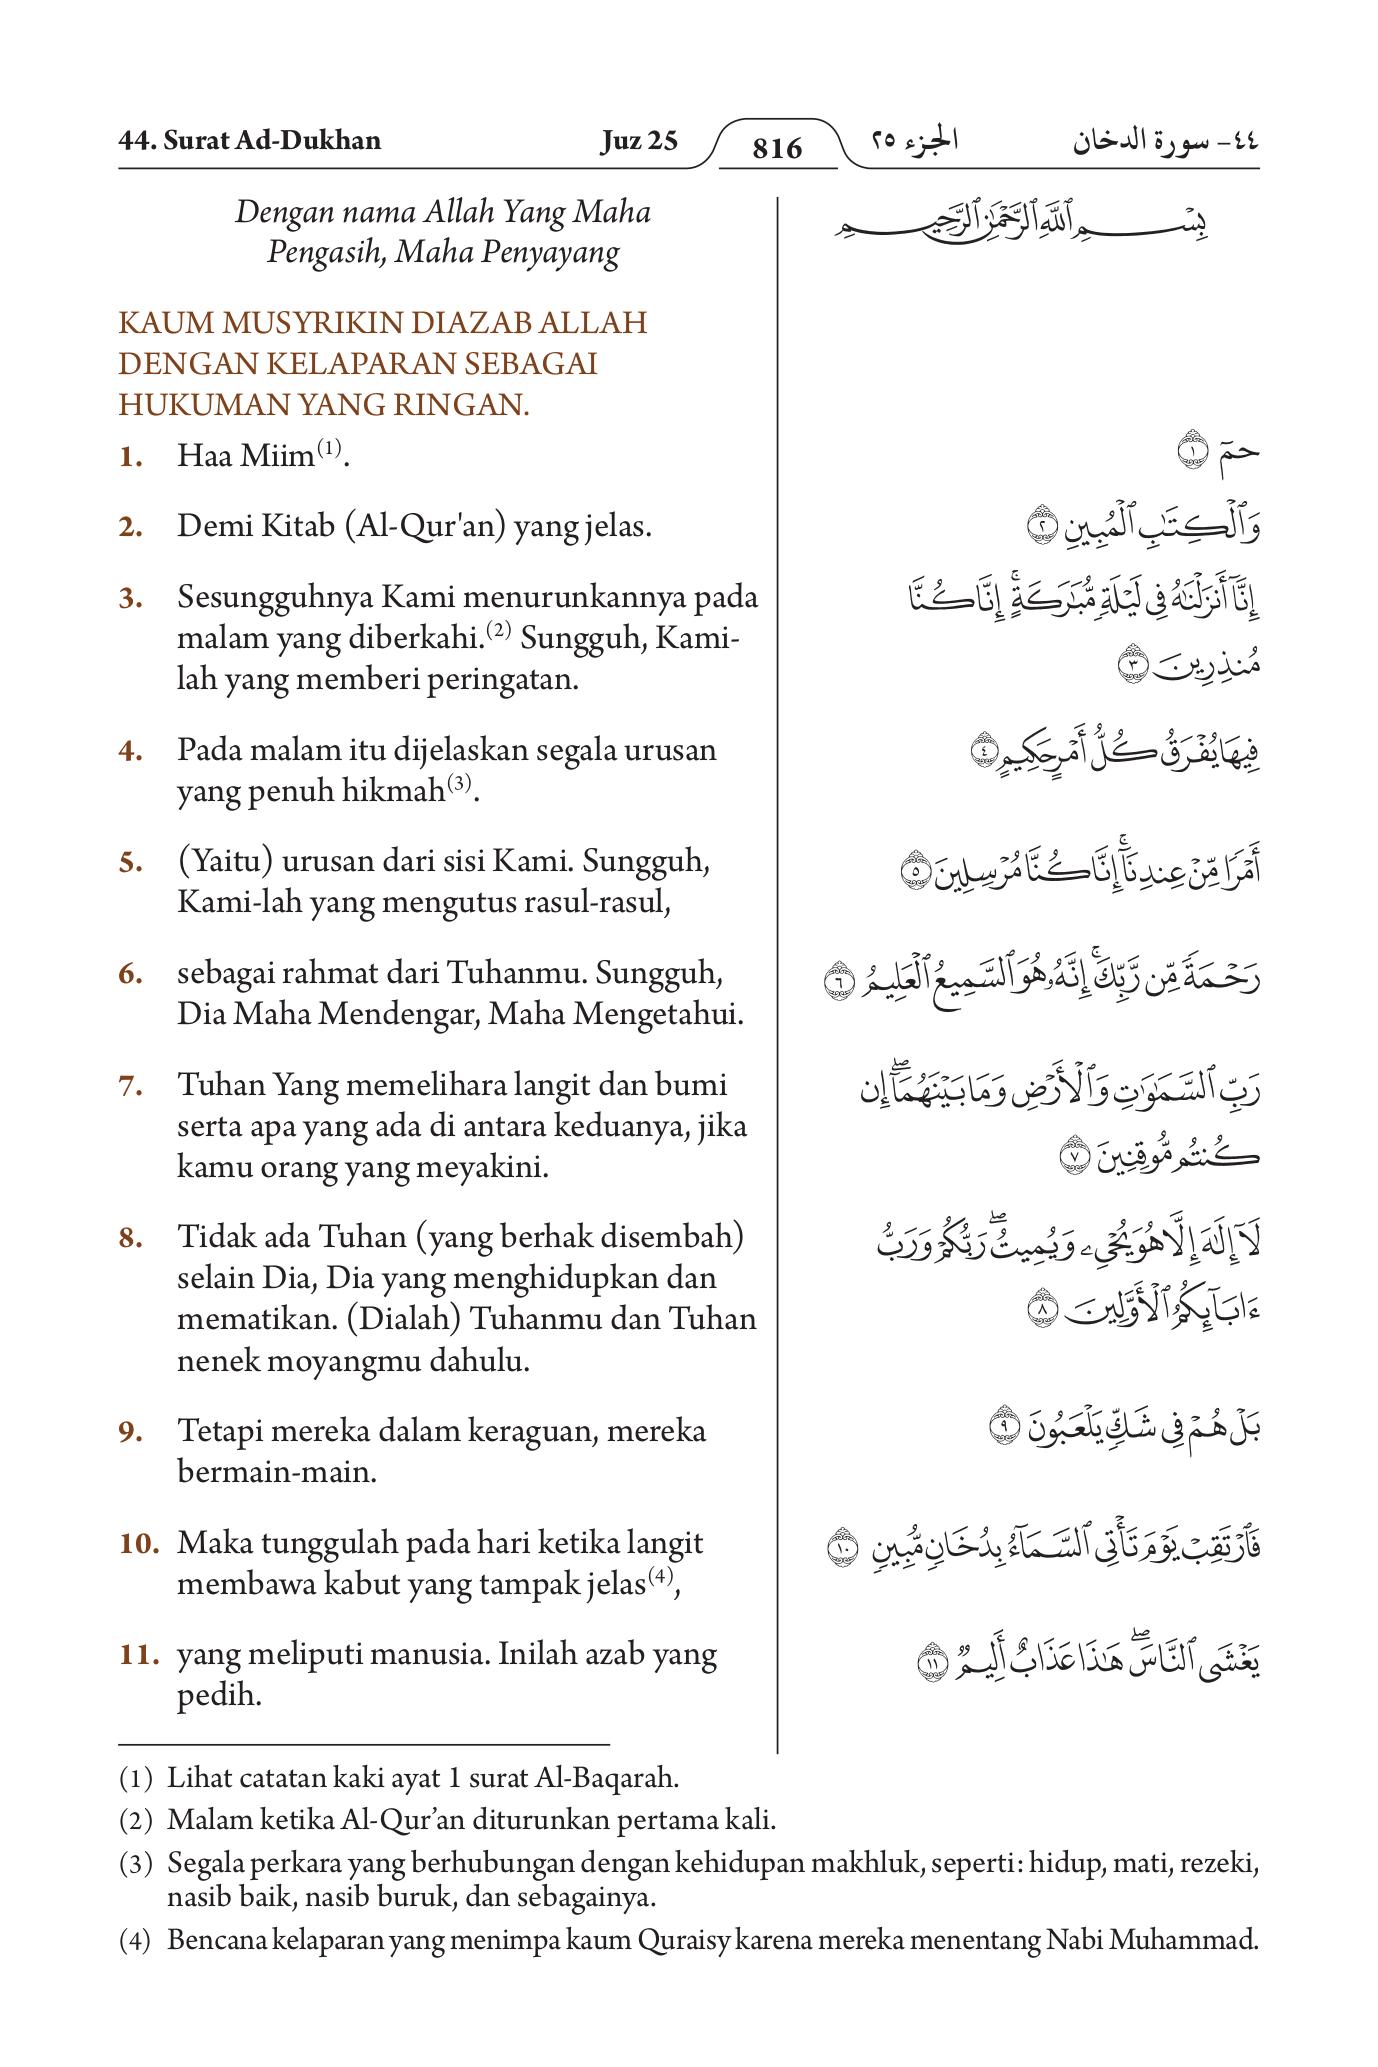 44. Surat Ad-Dukhan
Juz 25
816
الجزء ٢٥
٤٤- سورة الدخان
Dengan nama Allah Yang Maha
Pengasih, Maha Penyayang
KAUM MUSYRIKIN DIAZAB ALLAH
DENGAN KELAPARAN SEBAGAI
HUKUMAN YANG RINGAN.
1. Haa Miim(1).
2. Demi Kitab (Al-Qur'an) yang jelas.
3. Sesungguhnya Kami menurunkannya pada
malam yang diberkahi.(2) Sungguh, Kami-
lah yang memberi peringatan.
4. Pada malam itu dijelaskan segala urusan
yang penuh hikmah(3).
5. (Yaitu) urusan dari sisi Kami. Sungguh,
Kami-lah yang mengutus rasul-rasul,
6. sebagai rahmat dari Tuhanmu. Sungguh,
Dia Maha Mendengar, Maha Mengetahui.
7. Tuhan Yang memelihara langit dan bumi
serta apa yang ada di antara keduanya, jika
kamu orang yang meyakini.
8. Tidak ada Tuhan (yang berhak disembah)
selain Dia, Dia yang menghidupkan dan
mematikan. (Dialah) Tuhanmu dan Tuhan
nenek moyangmu dahulu.
9. Tetapi mereka dalam keraguan, mereka
bermain-main.
10. Maka tunggulah pada hari ketika langit
membawa kabut yang tampak jelas(4),
11. yang meliputi manusia. Inilah azab yang
pedih.
بِسْمِ ٱللَّهِ ٱلرَّحْمَٰنِ ٱلرَّحِيمِ
حمٓ ١
وَٱلْكِتَٰبِ ٱلْمُبِينِ ٢
إِنَّآ أَنزَلْنَٰهُ فِى لَيْلَةٍ مُّبَٰرَكَةٍ ۚ إِنَّا كُنَّا
مُنذِرِينَ ٣
فِيهَا يُفْرَقُ كُلُّ أَمْرٍ حَكِيمٍ ٤
أَمْرًا مِّنْ عِندِنَآ ۚ إِنَّا كُنَّا مُرْسِلِينَ ٥
رَحْمَةً مِّن رَّبِّكَ ۚ إِنَّهُۥ هُوَ ٱلسَّمِيعُ ٱلْعَلِيمُ ٦
رَبِّ ٱلسَّمَٰوَٰتِ وَٱلْأَرْضِ وَمَا بَيْنَهُمَآ ۖ إِن
كُنتُم مُّوقِنِينَ ٧
لَآ إِلَٰهَ إِلَّا هُوَ يُحْىِۦ وَيُمِيتُ ۖ رَبُّكُمْ وَرَبُّ
ءَابَآئِكُمُ ٱلْأَوَّلِينَ ٨
بَلْ هُمْ فِى شَكٍّ يَلْعَبُونَ ٩
فَٱرْتَقِبْ يَوْمَ تَأْتِى ٱلسَّمَآءُ بِدُخَانٍ مُّبِينٍ ١٠
يَغْشَى ٱلنَّاسَ ۖ هَٰذَا عَذَابٌ أَلِيمٌ ١١
(1) Lihat catatan kaki ayat 1 surat Al-Baqarah.
(2) Malam ketika Al-Qur’an diturunkan pertama kali.
(3) Segala perkara yang berhubungan dengan kehidupan makhluk, seperti: hidup, mati, rezeki,
nasib baik, nasib buruk, dan sebagainya.
(4) Bencana kelaparan yang menimpa kaum Quraisy karena mereka menentang Nabi Muhammad.